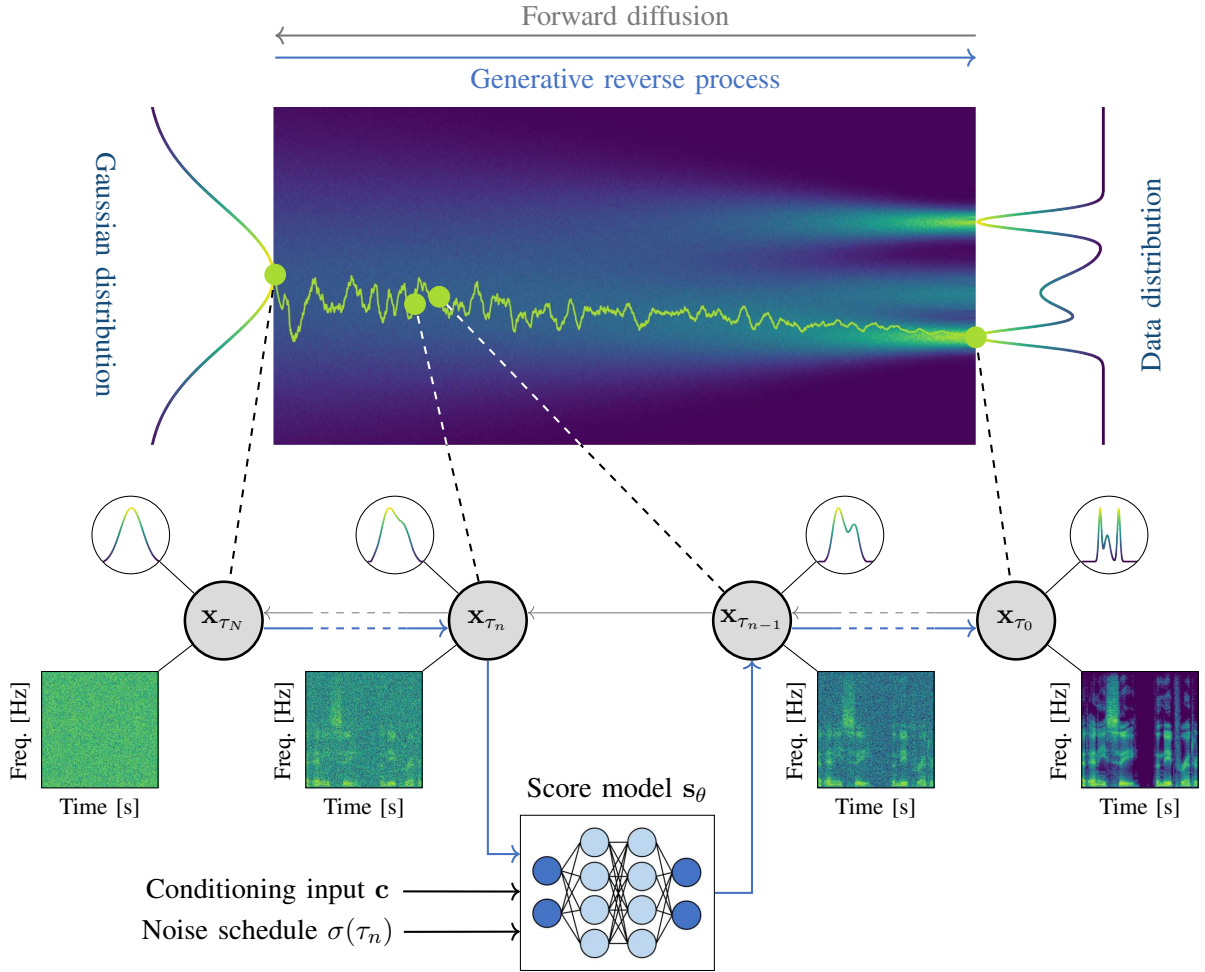 Forward diffusion
Generative reverse process
Gaussian distribution
Data distribution
𝐱_{τ_N}
𝐱_{τ_n}
𝐱_{τ_{n−1}}
𝐱_{τ_0}
Freq. [Hz]
Time [s]
Freq. [Hz]
Time [s]
Freq. [Hz]
Time [s]
Freq. [Hz]
Time [s]
Score model 𝐬_θ
Conditioning input 𝐜
Noise schedule σ(τ_n)